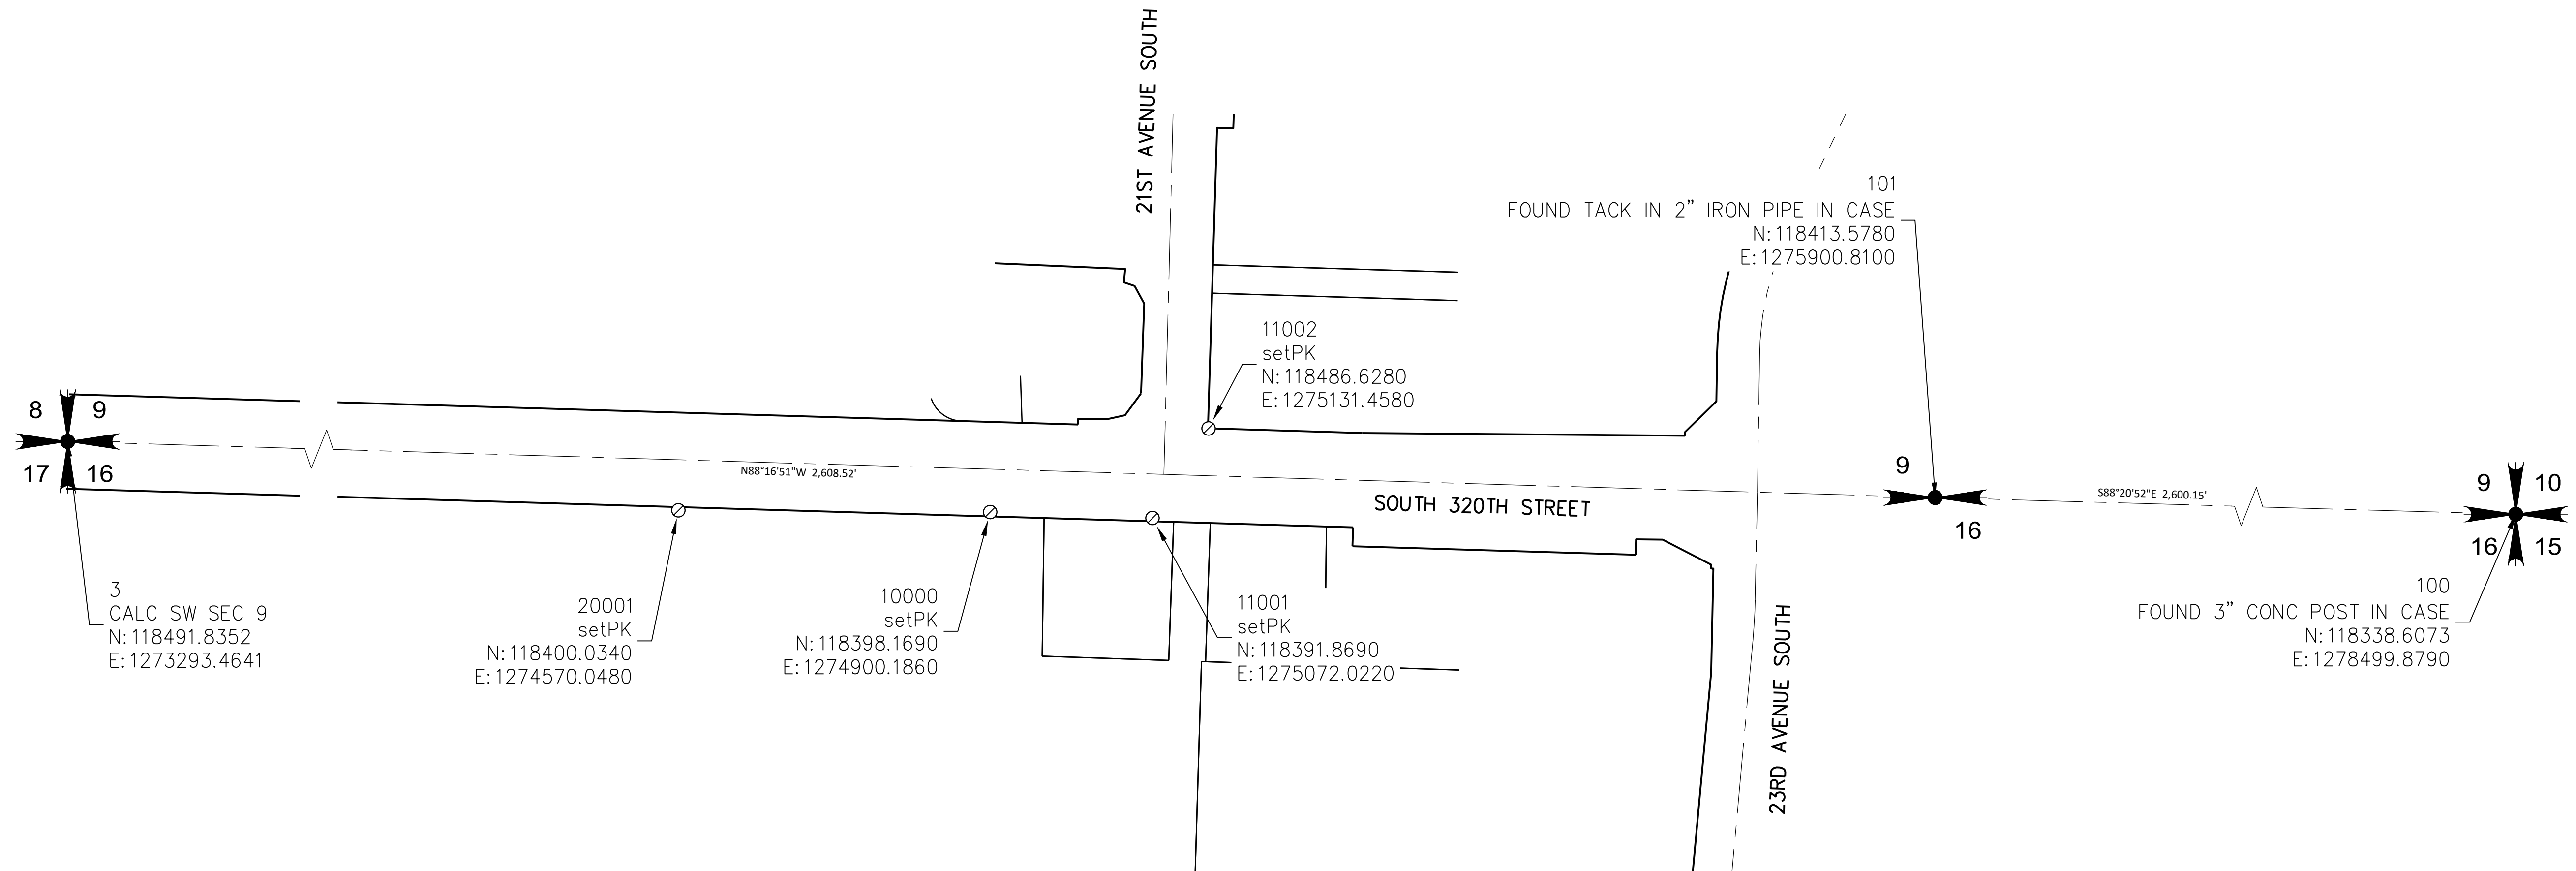 21ST AVENUE SOUTH
101
FOUND TACK IN 2” IRON PIPE IN CASE
N:118413.5780
E:1275900.8100
11002
setPK
N:118486.6280
E:1275131.4580
8 9
17 16
N88°16'51"W 2,608.52'
SOUTH 320TH STREET
9
16
S88°20'52"E 2,600.15'
9 10
16 15
3
CALC SW SEC 9
N:118491.8352
E:1273293.4641
20001
setPK
N:118400.0340
E:1274570.0480
10000
setPK
N:118398.1690
E:1274900.1860
11001
setPK
N:118391.8690
E:1275072.0220
23RD AVENUE SOUTH
100
FOUND 3” CONC POST IN CASE
N:118338.6073
E:1278499.8790